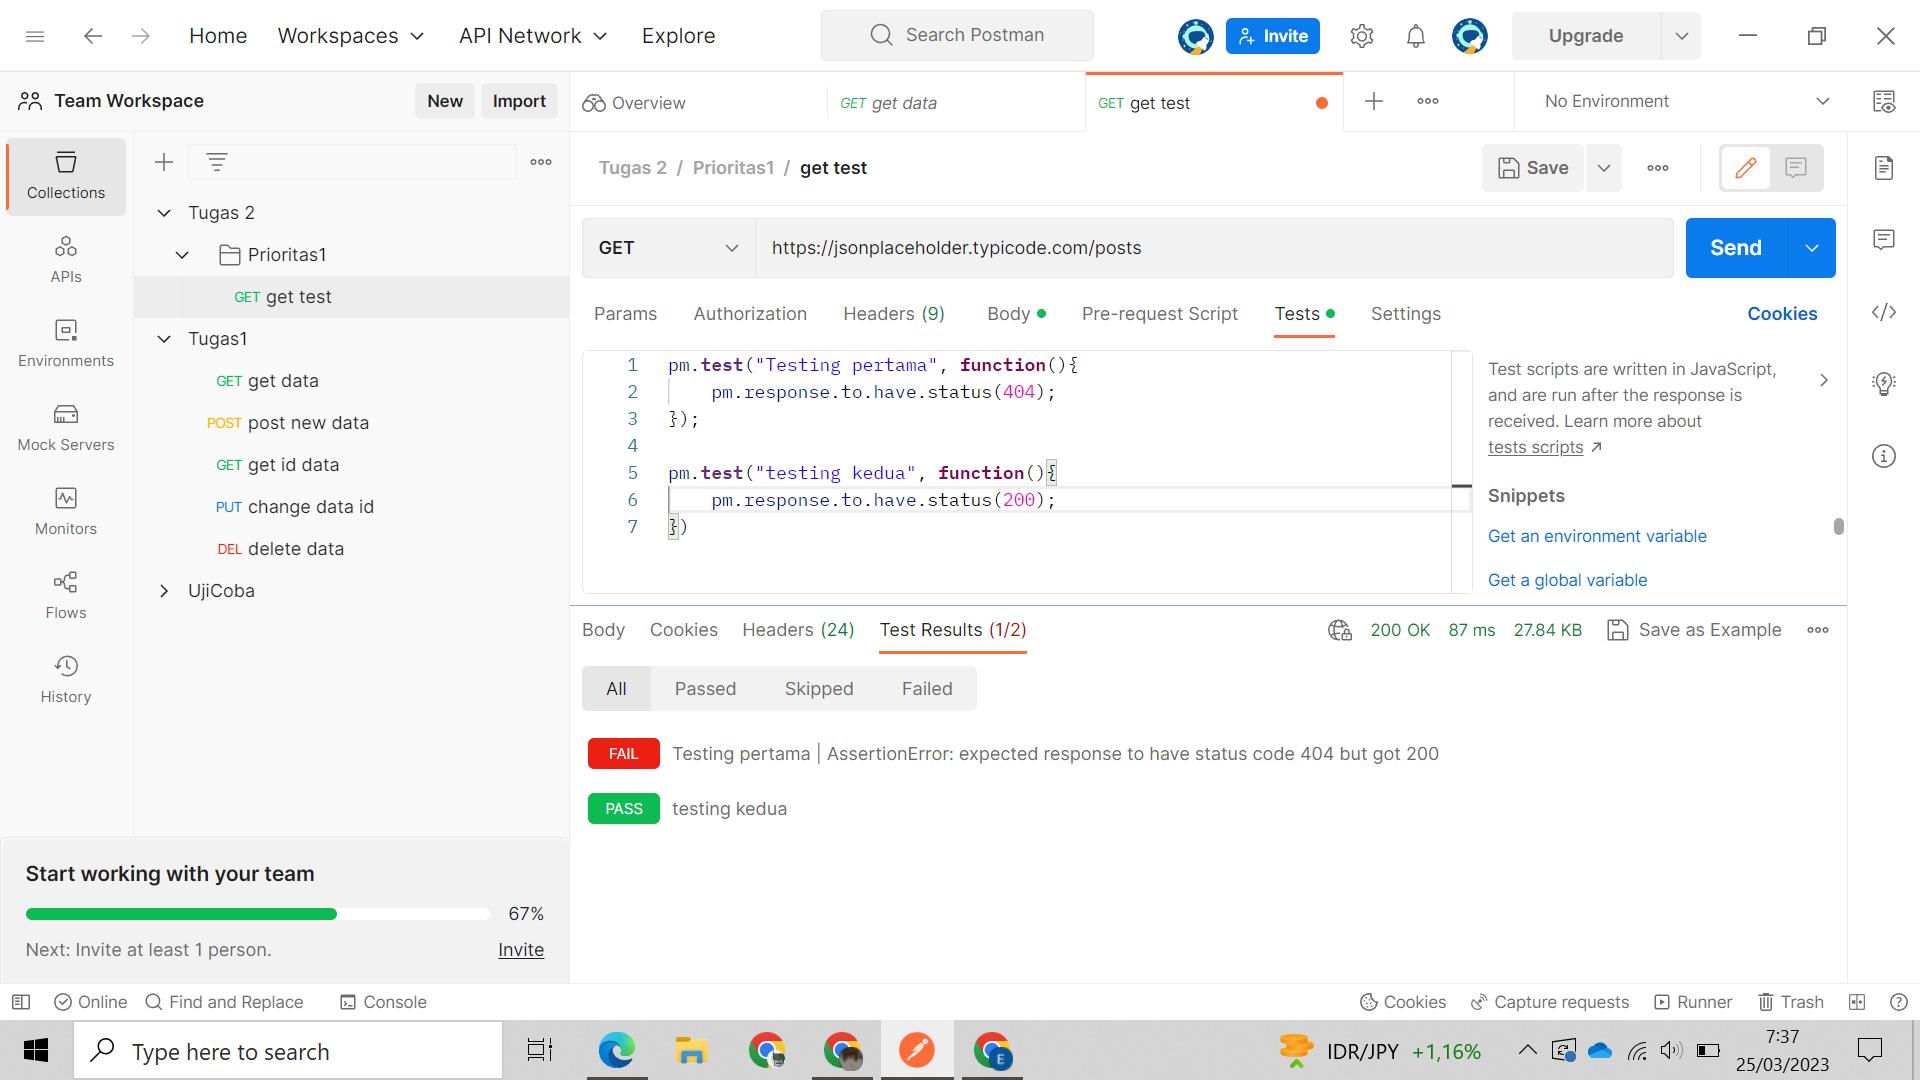 Home Workspaces API Network Explore Search Postman Invite Upgrade
Team Workspace New Import
Overview GET get data GET get test No Environment
Collections
APIs
Environments
Mock Servers
Monitors
Flows
History
Tugas 2
Prioritas1
GET get test
Tugas1
GET get data
POST post new data
GET get id data
PUT change data id
DEL delete data
UjiCoba
Start working with your team
67%
Next: Invite at least 1 person. Invite
Tugas 2 / Prioritas1 / get test Save
GET https://jsonplaceholder.typicode.com/posts Send
Params Authorization Headers (9) Body Pre-request Script Tests Settings Cookies
1 pm.test("Testing pertama", function(){
2 pm.response.to.have.status(404);
3 });
4
5 pm.test("testing kedua", function(){
6 pm.response.to.have.status(200);
7 })
Test scripts are written in JavaScript,
and are run after the response is
received. Learn more about
tests scripts ↗
Snippets
Get an environment variable
Get a global variable
Body Cookies Headers (24) Test Results (1/2) 200 OK 87 ms 27.84 KB Save as Example
All Passed Skipped Failed
FAIL Testing pertama | AssertionError: expected response to have status code 404 but got 200
PASS testing kedua
Online Find and Replace Console Cookies Capture requests Runner Trash
Type here to search E IDR/JPY +1,16% 7:37
25/03/2023